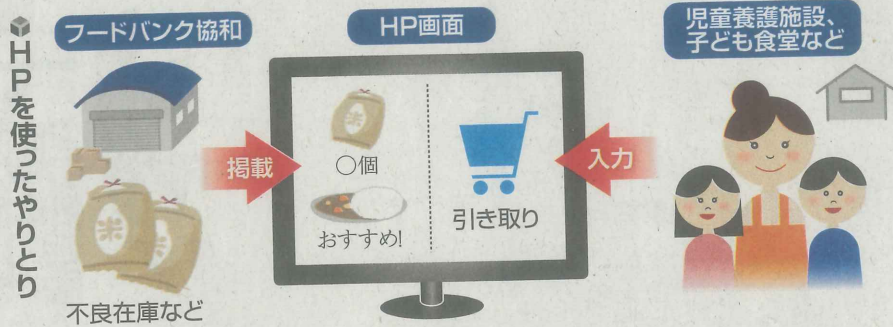 HPを使ったやりとり
フードバンク協和
米
米
不良在庫など
掲載
HP画面
米
○個
おすすめ!
引き取り
入力
児童養護施設、
子ども食堂など